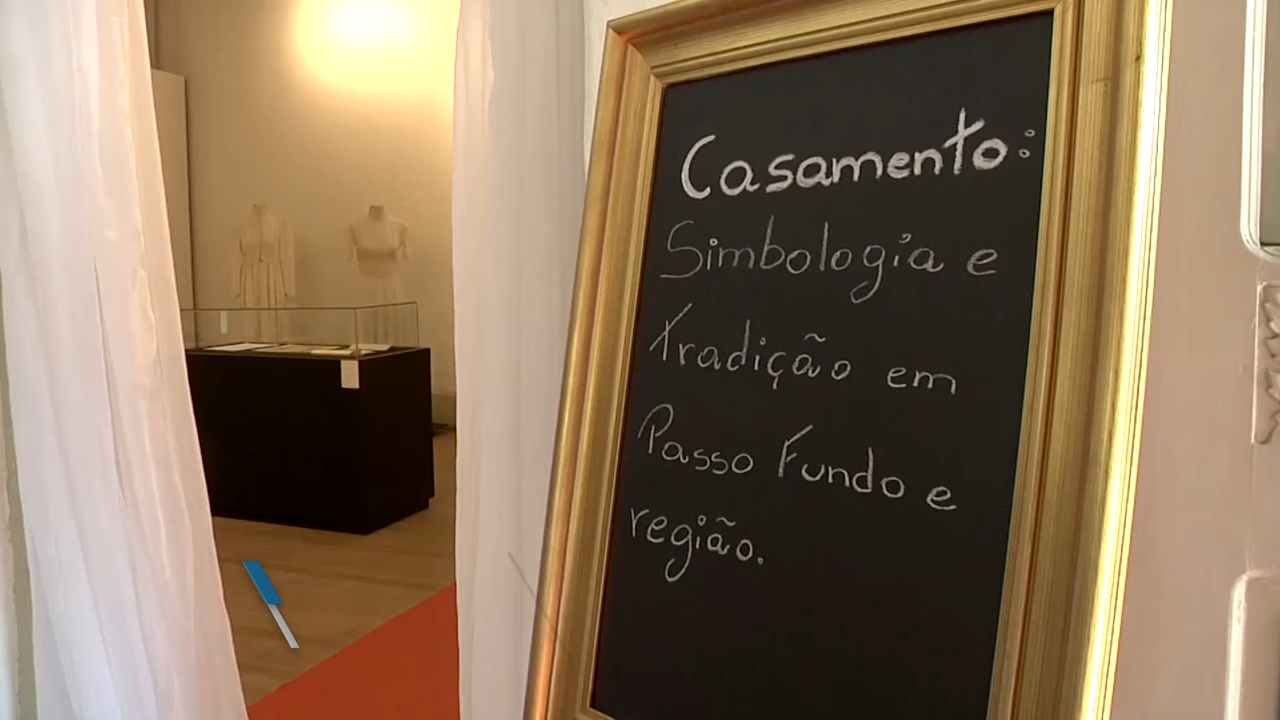 Casamento:
Simbologia e
Tradição em
Passo Fundo e
região.